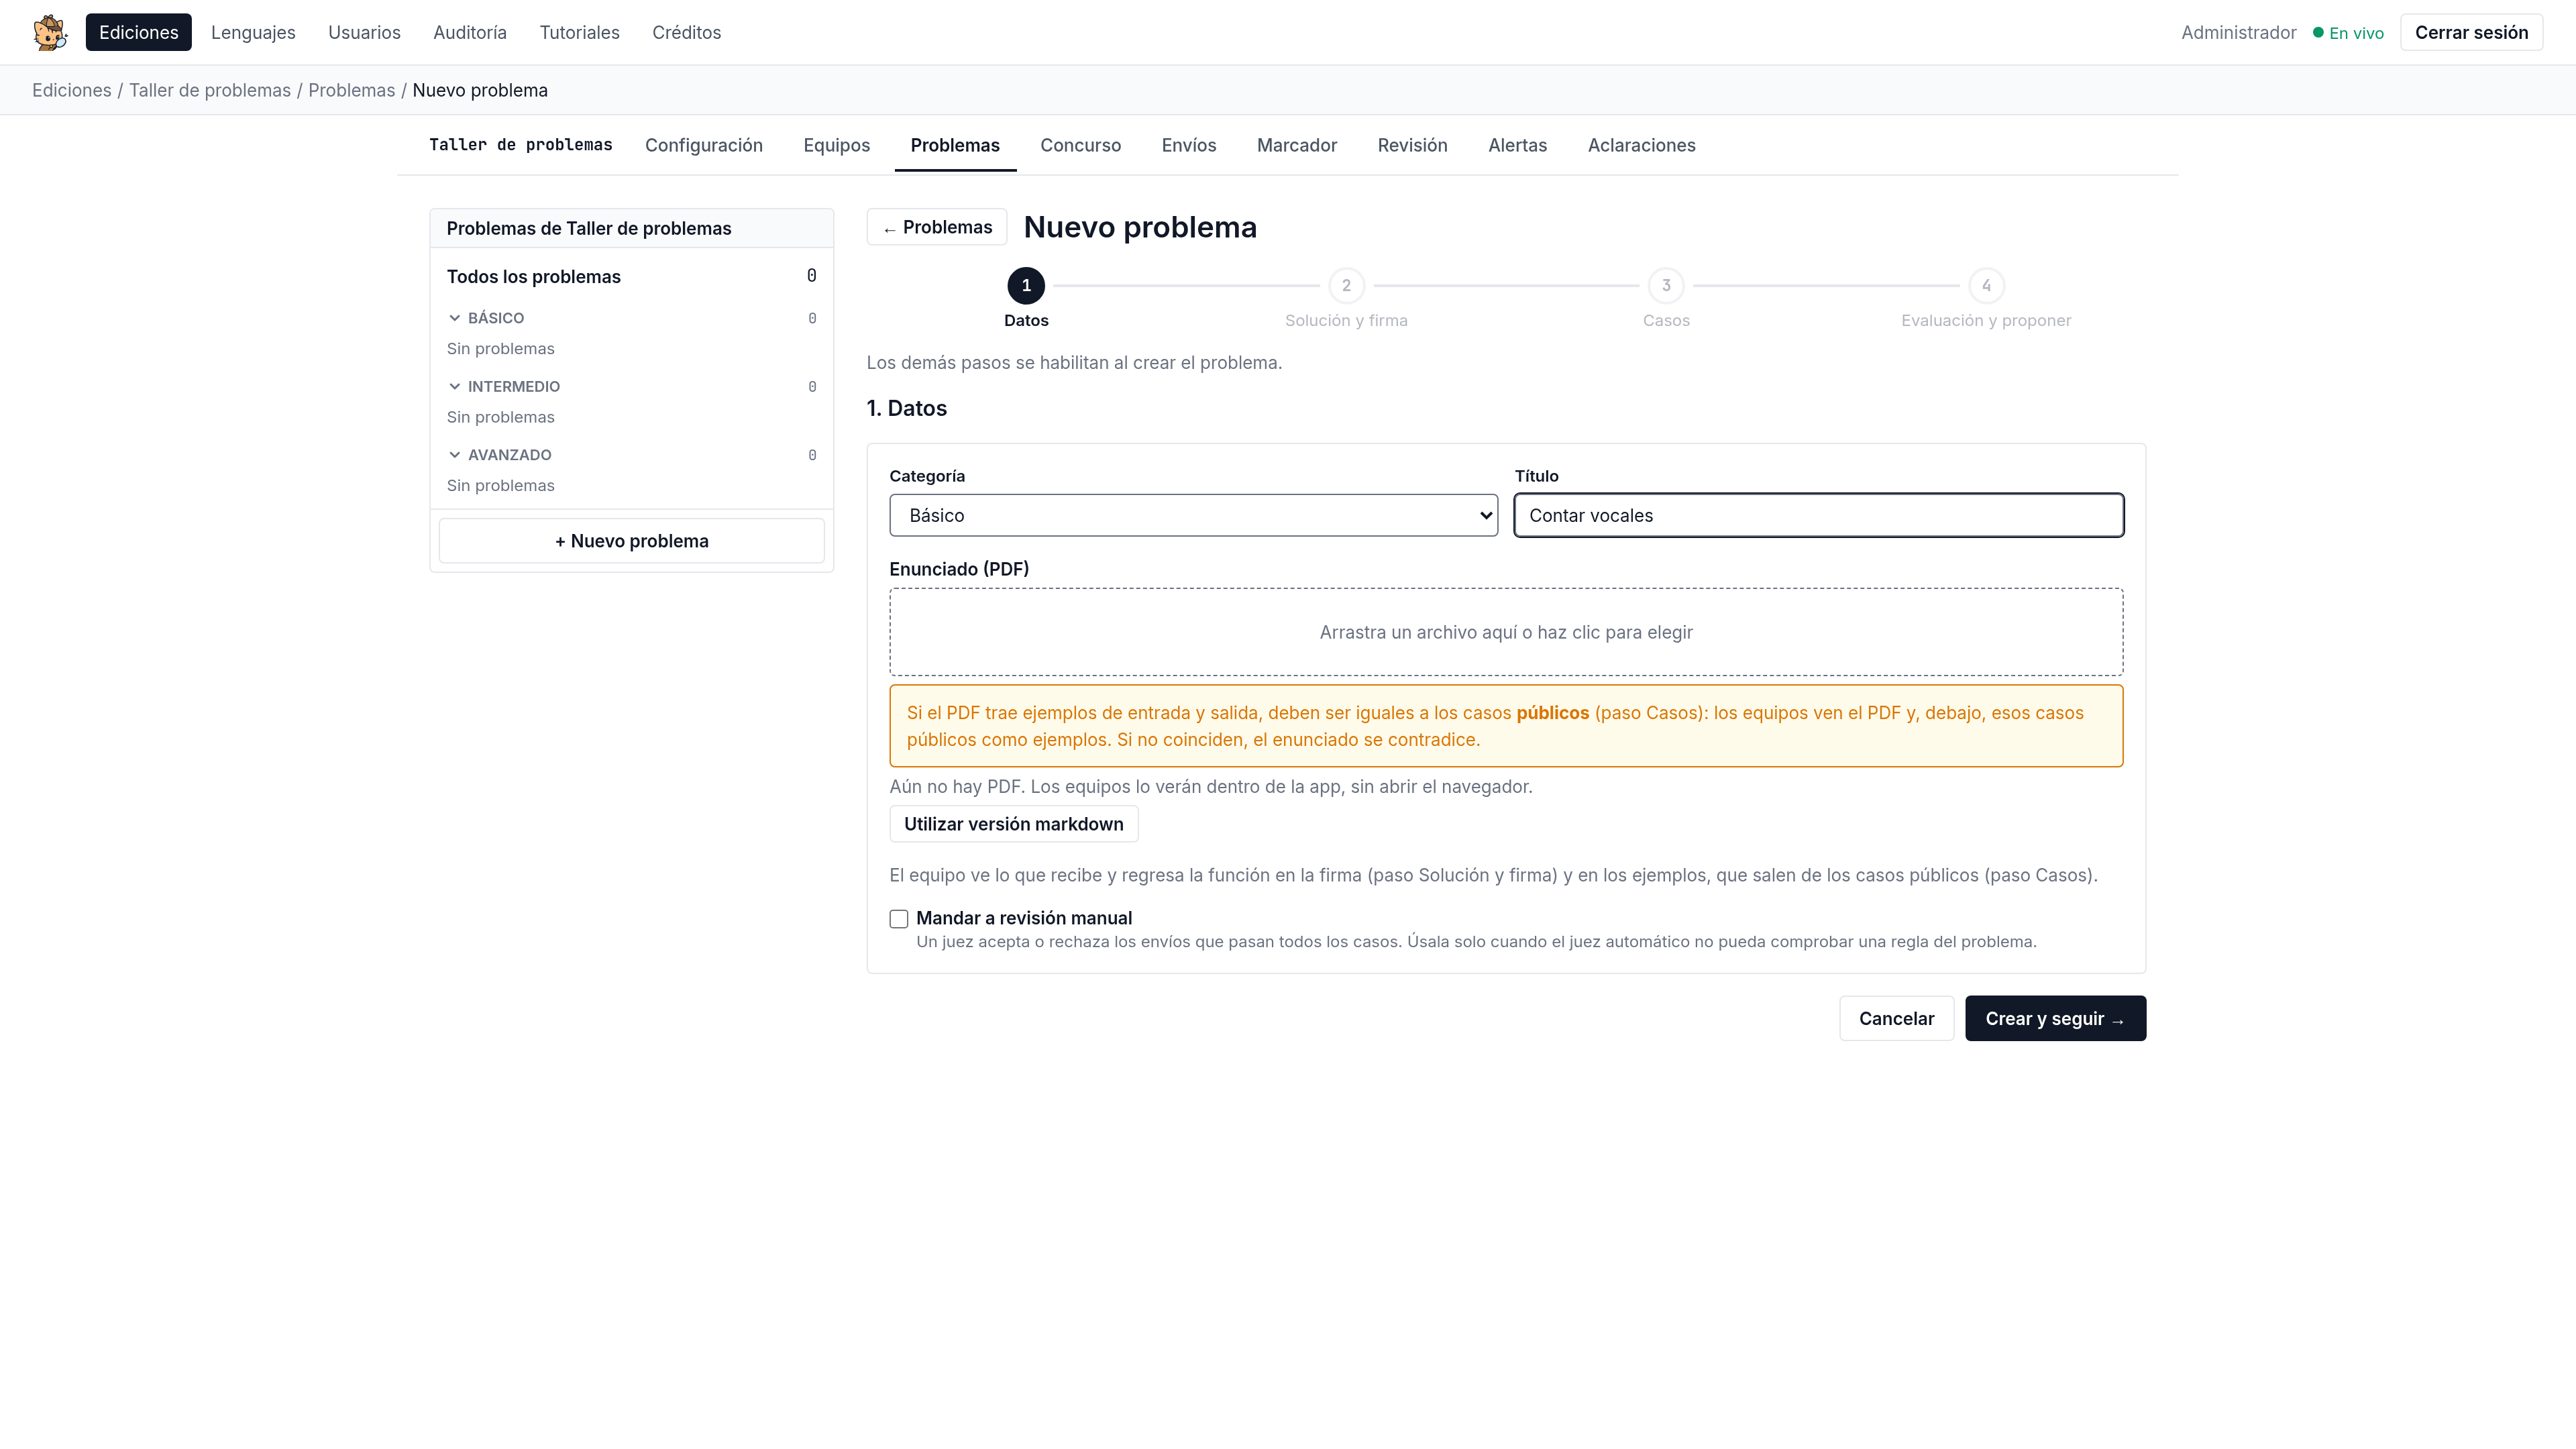 Ediciones
Lenguajes
Usuarios
Auditoría
Tutoriales
Créditos
Administrador
En vivo
Cerrar sesión
Ediciones / Taller de problemas / Problemas / Nuevo problema
Taller de problemas
Configuración
Equipos
Problemas
Concurso
Envíos
Marcador
Revisión
Alertas
Aclaraciones
Problemas de Taller de problemas
Todos los problemas 0
BÁSICO 0
Sin problemas
INTERMEDIO 0
Sin problemas
AVANZADO 0
Sin problemas
+ Nuevo problema
← Problemas
Nuevo problema
1
2
3
4
Datos
Solución y firma
Casos
Evaluación y proponer
Los demás pasos se habilitan al crear el problema.
1. Datos
Categoría
Básico
Título
Contar vocales
Enunciado (PDF)
Arrastra un archivo aquí o haz clic para elegir
Si el PDF trae ejemplos de entrada y salida, deben ser iguales a los casos públicos (paso Casos): los equipos ven el PDF y, debajo, esos casos
públicos como ejemplos. Si no coinciden, el enunciado se contradice.
Aún no hay PDF. Los equipos lo verán dentro de la app, sin abrir el navegador.
Utilizar versión markdown
El equipo ve lo que recibe y regresa la función en la firma (paso Solución y firma) y en los ejemplos, que salen de los casos públicos (paso Casos).
Mandar a revisión manual
Un juez acepta o rechaza los envíos que pasan todos los casos. Úsala solo cuando el juez automático no pueda comprobar una regla del problema.
Cancelar
Crear y seguir →